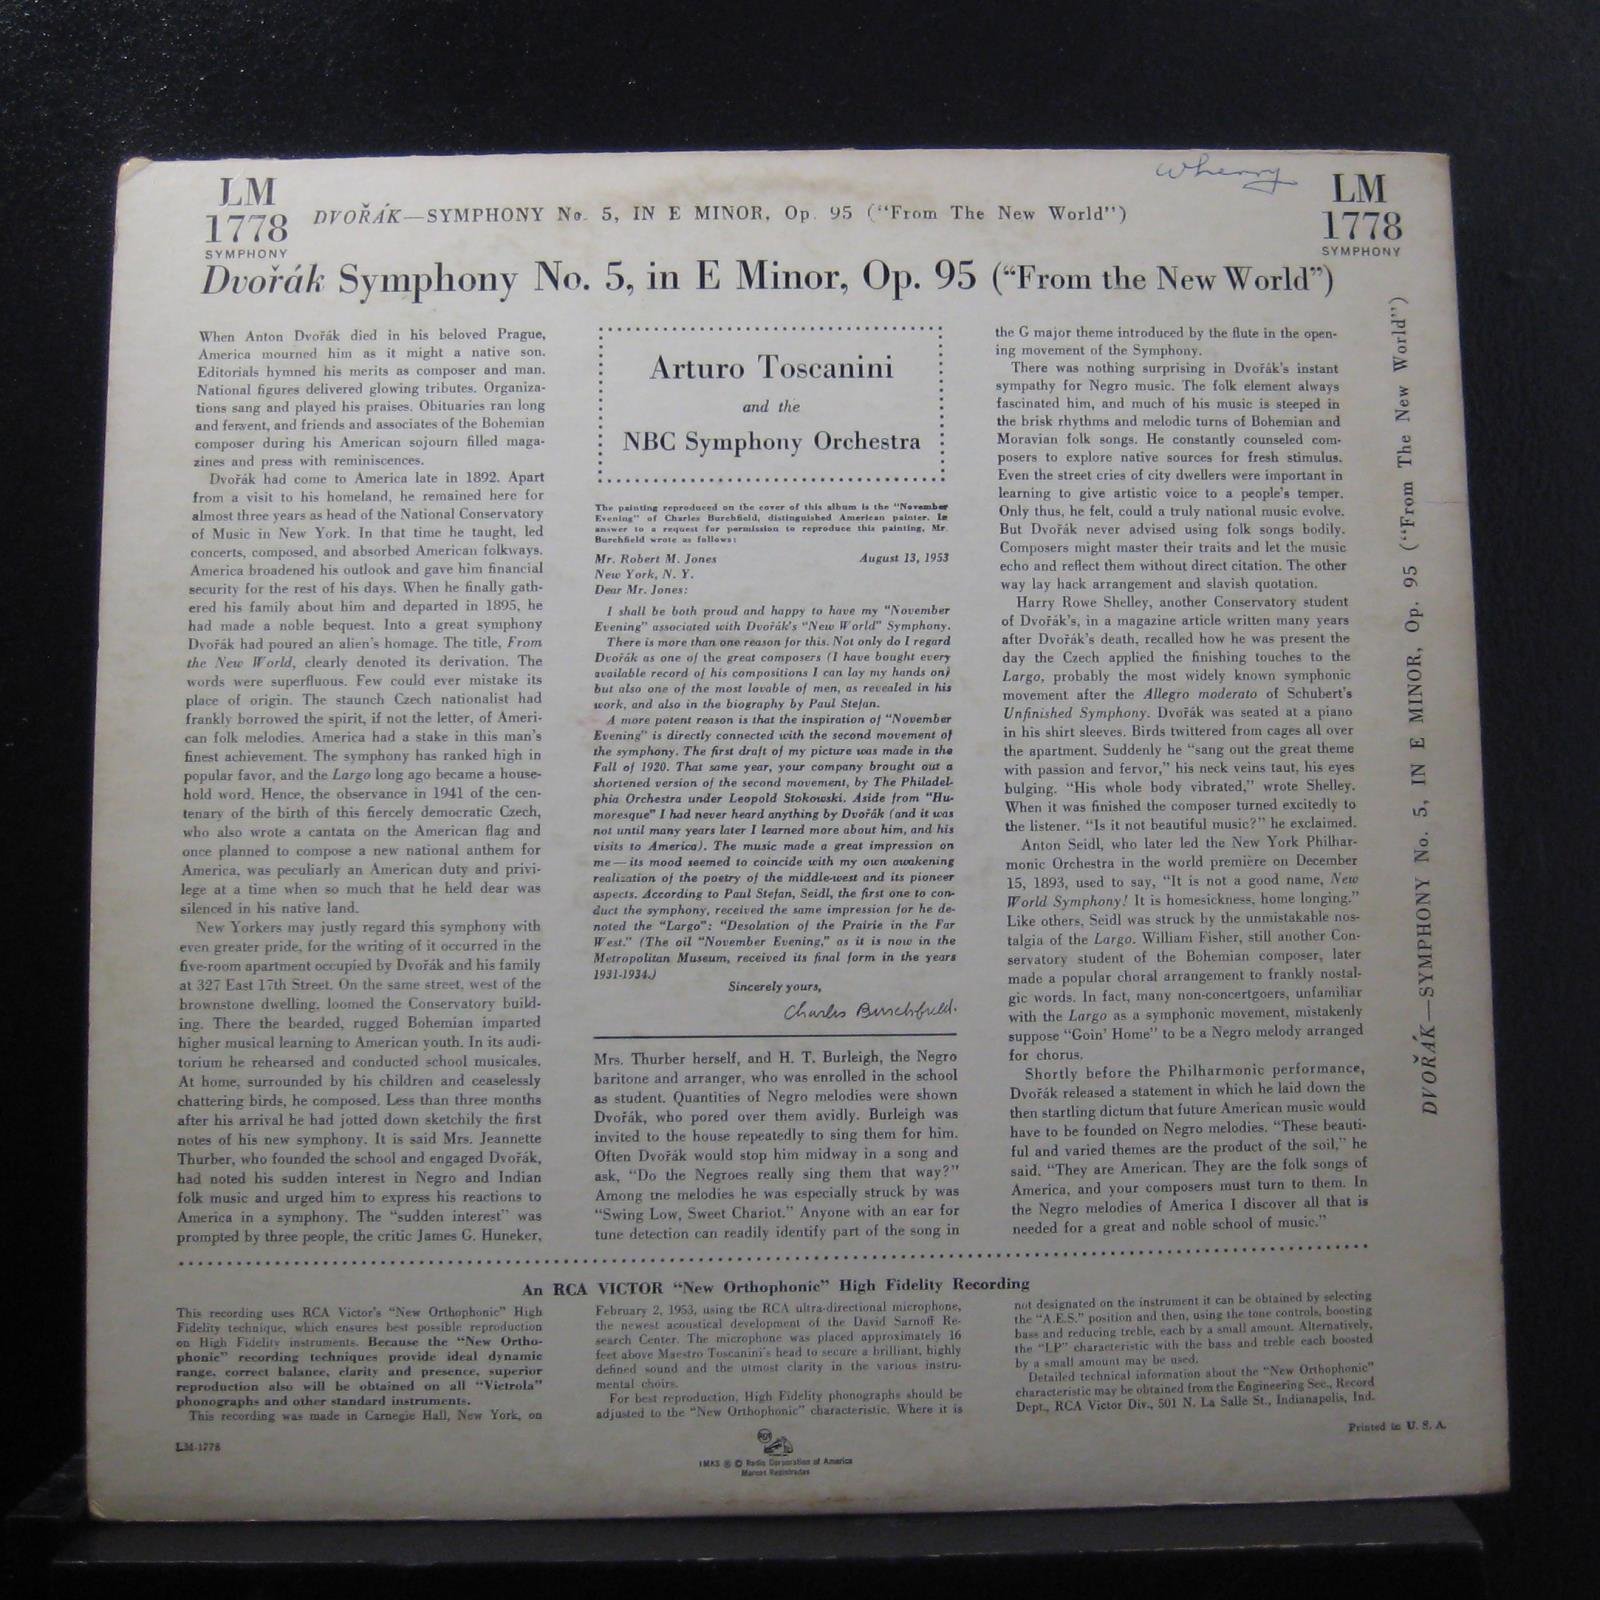 wherry
LM
1778
SYMPHONY
DVOŘÁK—SYMPHONY No. 5, IN E MINOR, Op. 95 (“From The New World”)
LM
1778
SYMPHONY
Dvořák Symphony No. 5, in E Minor, Op. 95 (“From the New World”)
When Anton Dvořák died in his beloved Prague,
America mourned him as it might a native son.
Editorials hymned his merits as composer and man.
National figures delivered glowing tributes. Organiza-
tions sang and played his praises. Obituaries ran long
and fervent, and friends and associates of the Bohemian
composer during his American sojourn filled maga-
zines and press with reminiscences.
Dvořák had come to America late in 1892. Apart
from a visit to his homeland, he remained here for
almost three years as head of the National Conservatory
of Music in New York. In that time he taught, led
concerts, composed, and absorbed American folkways.
America broadened his outlook and gave him financial
security for the rest of his days. When he finally gath-
ered his family about him and departed in 1895, he
had made a noble bequest. Into a great symphony
Dvořák had poured an alien's homage. The title, From
the New World, clearly denoted its derivation. The
words were superfluous. Few could ever mistake its
place of origin. The staunch Czech nationalist had
frankly borrowed the spirit, if not the letter, of Ameri-
can folk melodies. America had a stake in this man's
finest achievement. The symphony has ranked high in
popular favor, and the Largo long ago became a house-
hold word. Hence, the observance in 1941 of the cen-
tenary of the birth of this fiercely democratic Czech,
who also wrote a cantata on the American flag and
once planned to compose a new national anthem for
America, was peculiarly an American duty and privi-
lege at a time when so much that he held dear was
silenced in his native land.
New Yorkers may justly regard this symphony with
even greater pride, for the writing of it occurred in the
five-room apartment occupied by Dvořák and his family
at 327 East 17th Street. On the same street, west of the
brownstone dwelling, loomed the Conservatory build-
ing. There the bearded, rugged Bohemian imparted
higher musical learning to American youth. In its audi-
torium he rehearsed and conducted school musicales.
At home, surrounded by his children and ceaselessly
chattering birds, he composed. Less than three months
after his arrival he had jotted down sketchily the first
notes of his new symphony. It is said Mrs. Jeannette
Thurber, who founded the school and engaged Dvořák,
had noted his sudden interest in Negro and Indian
folk music and urged him to express his reactions to
America in a symphony. The “sudden interest” was
prompted by three people, the critic James G. Huneker,
Arturo Toscanini
and the
NBC Symphony Orchestra
The painting reproduced on the cover of this album is the “November
Evening” of Charles Burchfield, distinguished American painter. In
answer to a request for permission to reproduce this painting, Mr.
Burchfield wrote as follows:
Mr. Robert M. Jones August 13, 1953
New York, N. Y.
Dear Mr. Jones:
I shall be both proud and happy to have my “November
Evening” associated with Dvořák's “New World” Symphony.
There is more than one reason for this. Not only do I regard
Dvořák as one of the great composers (I have bought every
available record of his compositions I can lay my hands on)
but also one of the most lovable of men, as revealed in his
work, and also in the biography by Paul Stefan.
A more potent reason is that the inspiration of “November
Evening” is directly connected with the second movement of
the symphony. The first draft of my picture was made in the
Fall of 1920. That same year, your company brought out a
shortened version of the second movement, by The Philadel-
phia Orchestra under Leopold Stokowski. Aside from “Hu-
moresque” I had never heard anything by Dvořák (and it was
not until many years later I learned more about him, and his
visits to America). The music made a great impression on
me—its mood seemed to coincide with my own awakening
realization of the poetry of the middle-west and its pioneer
aspects. According to Paul Stefan, Seidl, the first one to con-
duct the symphony, received the same impression for he de-
noted the “Largo”: “Desolation of the Prairie in the Far
West.” (The oil “November Evening,” as it is now in the
Metropolitan Museum, received its final form in the years
1931-1934.)
Sincerely yours,
Charles Burchfield.
Mrs. Thurber herself, and H. T. Burleigh, the Negro
baritone and arranger, who was enrolled in the school
as student. Quantities of Negro melodies were shown
Dvořák, who pored over them avidly. Burleigh was
invited to the house repeatedly to sing them for him.
Often Dvořák would stop him midway in a song and
ask, “Do the Negroes really sing them that way?”
Among the melodies he was especially struck by was
“Swing Low, Sweet Chariot.” Anyone with an ear for
tune detection can readily identify part of the song in
the G major theme introduced by the flute in the open-
ing movement of the Symphony.
There was nothing surprising in Dvořák's instant
sympathy for Negro music. The folk element always
fascinated him, and much of his music is steeped in
the brisk rhythms and melodic turns of Bohemian and
Moravian folk songs. He constantly counseled com-
posers to explore native sources for fresh stimulus.
Even the street cries of city dwellers were important in
learning to give artistic voice to a people's temper.
Only thus, he felt, could a truly national music evolve.
But Dvořák never advised using folk songs bodily.
Composers might master their traits and let the music
echo and reflect them without direct citation. The other
way lay hack arrangement and slavish quotation.
Harry Rowe Shelley, another Conservatory student
of Dvořák's, in a magazine article written many years
after Dvořák's death, recalled how he was present the
day the Czech applied the finishing touches to the
Largo, probably the most widely known symphonic
movement after the Allegro moderato of Schubert's
Unfinished Symphony. Dvořák was seated at a piano
in his shirt sleeves. Birds twittered from cages all over
the apartment. Suddenly he “sang out the great theme
with passion and fervor,” his neck veins taut, his eyes
bulging. “His whole body vibrated,” wrote Shelley.
When it was finished the composer turned excitedly to
the listener. “Is it not beautiful music?” he exclaimed.
Anton Seidl, who later led the New York Philhar-
monic Orchestra in the world première on December
15, 1893, used to say, “It is not a good name, New
World Symphony! It is homesickness, home longing.”
Like others, Seidl was struck by the unmistakable nos-
talgia of the Largo. William Fisher, still another Con-
servatory student of the Bohemian composer, later
made a popular choral arrangement to frankly nostal-
gic words. In fact, many non-concertgoers, unfamiliar
with the Largo as a symphonic movement, mistakenly
suppose “Goin' Home” to be a Negro melody arranged
for chorus.
Shortly before the Philharmonic performance,
Dvořák released a statement in which he laid down the
then startling dictum that future American music would
have to be founded on Negro melodies. “These beauti-
ful and varied themes are the product of the soil,” he
said. “They are American. They are the folk songs of
America, and your composers must turn to them. In
the Negro melodies of America I discover all that is
needed for a great and noble school of music.”
DVOŘÁK—SYMPHONY No. 5, IN E MINOR, Op. 95 (“From The New World”)
An RCA VICTOR “New Orthophonic” High Fidelity Recording
This recording uses RCA Victor's “New Orthophonic” High
Fidelity technique, which ensures best possible reproduction
on High Fidelity instruments. Because the “New Ortho-
phonic” recording techniques provide ideal dynamic
range, correct balance, clarity and presence, superior
reproduction also will be obtained on all “Victrola”
phonographs and other standard instruments.
This recording was made in Carnegie Hall, New York, on
February 2, 1953, using the RCA ultra-directional microphone,
the newest acoustical development of the David Sarnoff Re-
search Center. The microphone was placed approximately 16
feet above Maestro Toscanini's head to secure a brilliant, highly
defined sound and the utmost clarity in the various instru-
mental choirs.
For best reproduction, High Fidelity phonographs should be
adjusted to the “New Orthophonic” characteristic. Where it is
not designated on the instrument it can be obtained by selecting
the “A.E.S.” position and then, using the tone controls, boosting
bass and reducing treble, each by a small amount. Alternatively,
the “LP” characteristic with the bass and treble each boosted
by a small amount may be used.
Detailed technical information about the “New Orthophonic”
characteristic may be obtained from the Engineering Sec., Record
Dept., RCA Victor Div., 501 N. La Salle St., Indianapolis, Ind.
LM-1778
RCA
TMKS ® © Radio Corporation of America
Marcas Registradas
Printed in U. S. A.